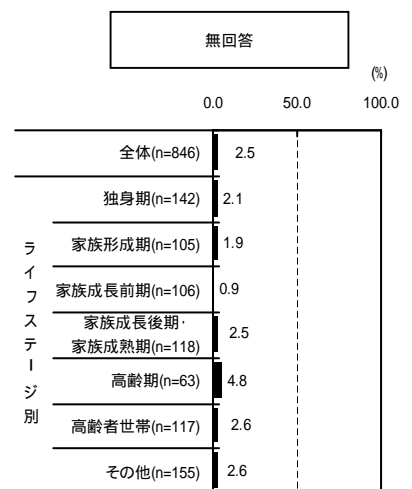 無回答
(%)
0.0 50.0 100.0
全体(n=846) 2.5
ライフステージ別
独身期(n=142) 2.1
家族形成期(n=105) 1.9
家族成長前期(n=106) 0.9
家族成長後期・
家族成熟期(n=118) 2.5
高齢期(n=63) 4.8
高齢者世帯(n=117) 2.6
その他(n=155) 2.6